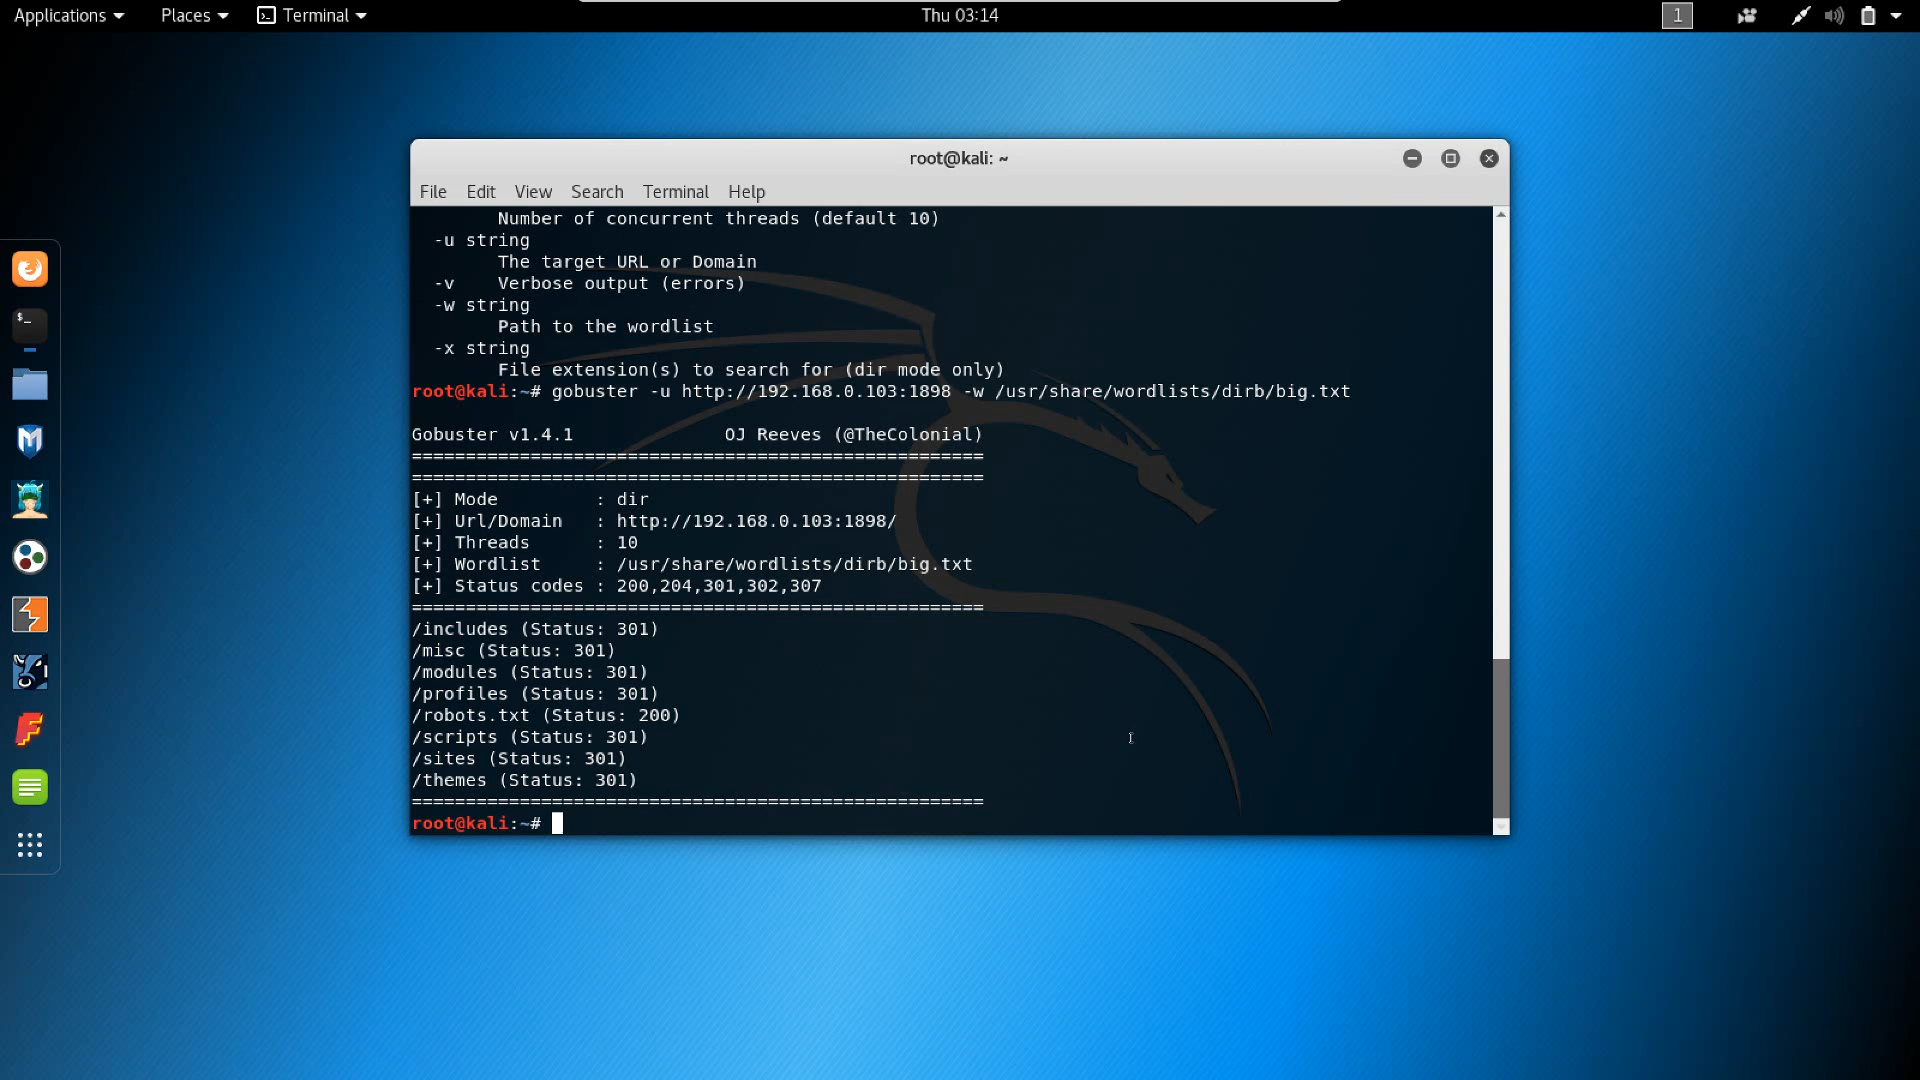 Applications Places Terminal Thu 03:14 1
root@kali: ~
File Edit View Search Terminal Help
Number of concurrent threads (default 10)
-u string
The target URL or Domain
-v Verbose output (errors)
-w string
Path to the wordlist
-x string
File extension(s) to search for (dir mode only)
root@kali:~# gobuster -u http://192.168.0.103:1898 -w /usr/share/wordlists/dirb/big.txt
Gobuster v1.4.1 OJ Reeves (@TheColonial)
=====================================================
=====================================================
[+] Mode : dir
[+] Url/Domain : http://192.168.0.103:1898/
[+] Threads : 10
[+] Wordlist : /usr/share/wordlists/dirb/big.txt
[+] Status codes : 200,204,301,302,307
=====================================================
/includes (Status: 301)
/misc (Status: 301)
/modules (Status: 301)
/profiles (Status: 301)
/robots.txt (Status: 200)
/scripts (Status: 301)
/sites (Status: 301)
/themes (Status: 301)
=====================================================
root@kali:~#